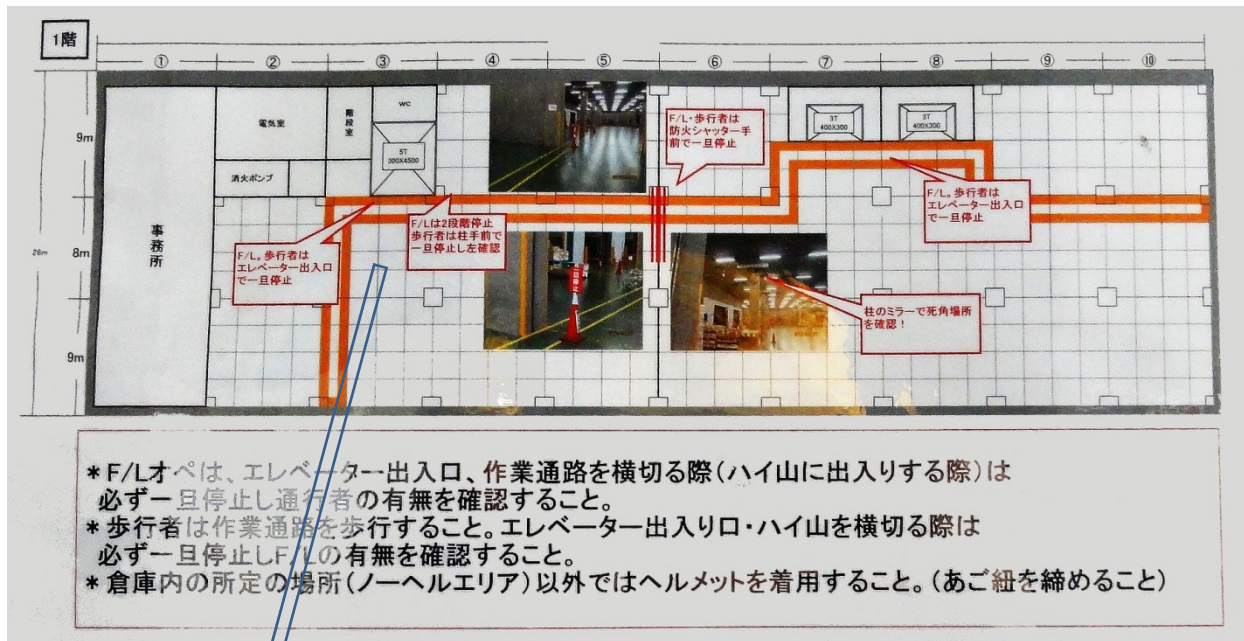 1階
① ② ③ ④ ⑤ ⑥ ⑦ ⑧ ⑨ ⑩
9m
8m
9m
26m
事務所
電気室
消火ポンプ
階段室
WC
5T
300X4500
3T
400X300
3T
400X300
F/L・歩行者は
防火シャッター手
前で一旦停止
F/L。歩行者は
エレベーター出入口
で一旦停止
F/Lは2段階停止
歩行者は柱手前で
一旦停止し左確認
F/L。歩行者は
エレベーター出入口
で一旦停止
一旦停止
柱のミラーで死角場所
を確認!
*F/Lオペは、エレベーター出入口、作業通路を横切る際(ハイ山に出入りする際)は
必ず一旦停止し通行者の有無を確認すること。
*歩行者は作業通路を歩行すること。エレベーター出入り口・ハイ山を横切る際は
必ず一旦停止しF/Lの有無を確認すること。
*倉庫内の所定の場所(ノーヘルエリア)以外ではヘルメットを着用すること。(あご紐を締めること)